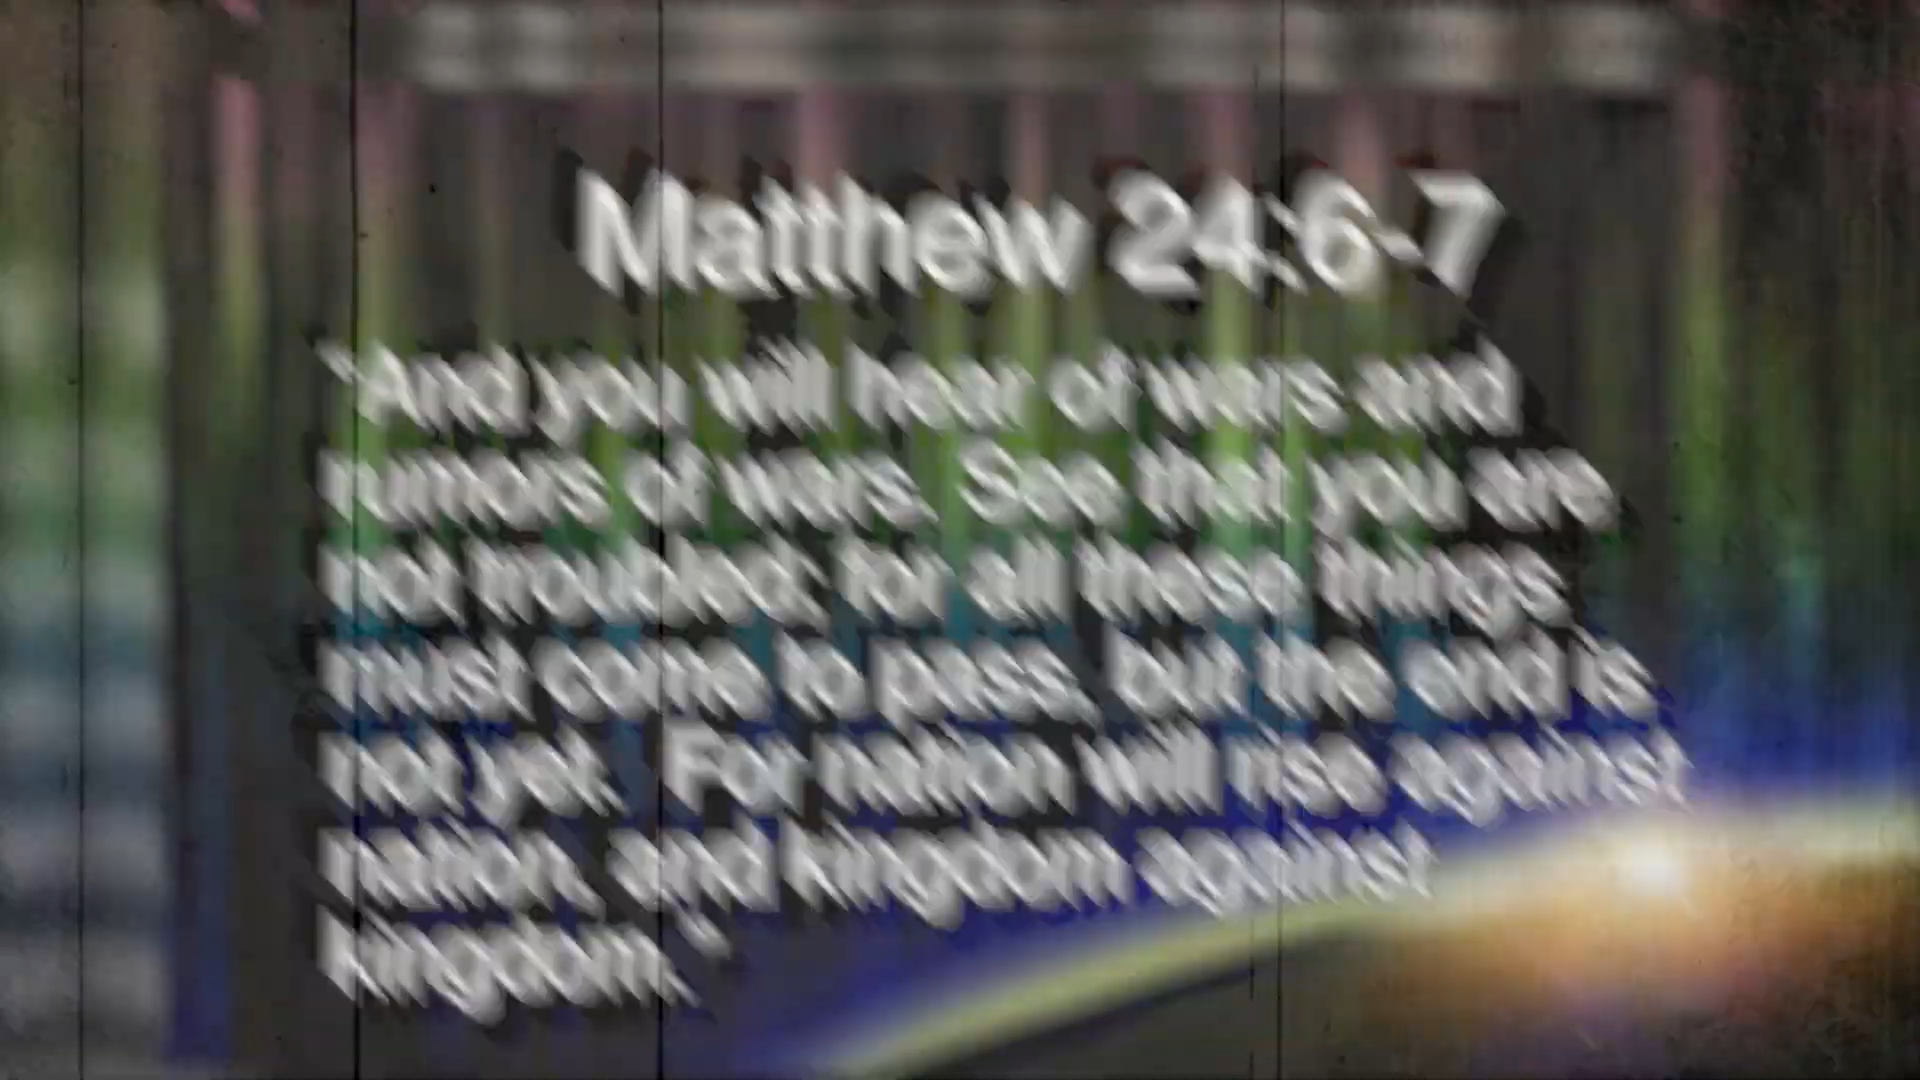 Matthew 24:6-7
"And you will hear of wars and
rumors of wars. See that you are
not troubled; for all these things
must come to pass, but the end is
not yet. For nation will rise against
nation, and kingdom against
kingdom."